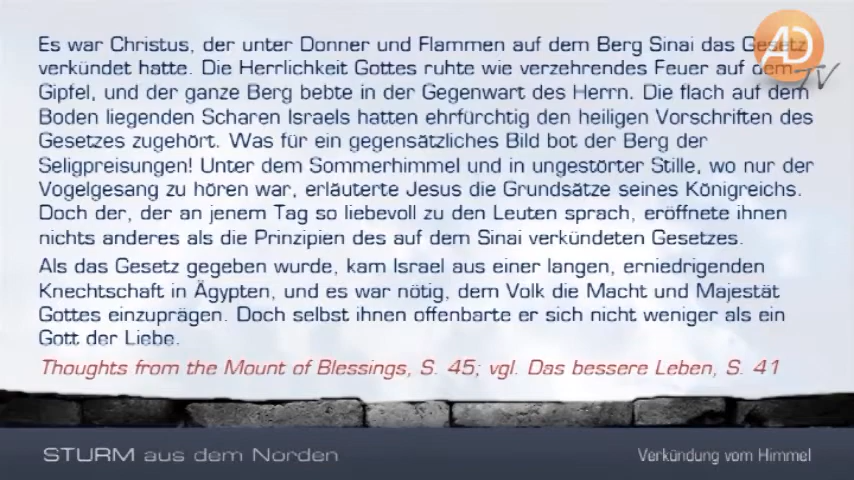 Es war Christus, der unter Donner und Flammen auf dem Berg Sinai das Gesetz
verkündet hatte. Die Herrlichkeit Gottes ruhte wie verzehrendes Feuer auf dem
Gipfel, und der ganze Berg bebte in der Gegenwart des Herrn. Die flach auf dem
Boden liegenden Scharen Israels hatten ehrfürchtig den heiligen Vorschriften des
Gesetzes zugehört. Was für ein gegensätzliches Bild bot der Berg der
Seligpreisungen! Unter dem Sommerhimmel und in ungestörter Stille, wo nur der
Vogelgesang zu hören war, erläuterte Jesus die Grundsätze seines Königreichs.
Doch der, der an jenem Tag so liebevoll zu den Leuten sprach, eröffnete ihnen
nichts anderes als die Prinzipien des auf dem Sinai verkündeten Gesetzes.
Als das Gesetz gegeben wurde, kam Israel aus einer langen, erniedrigenden
Knechtschaft in Ägypten, und es war nötig, dem Volk die Macht und Majestät
Gottes einzuprägen. Doch selbst ihnen offenbarte er sich nicht weniger als ein
Gott der Liebe.
Thoughts from the Mount of Blessings, S. 45; vgl. Das bessere Leben, S. 41
STURM aus dem Norden
Verkündung vom Himmel
AD
TV